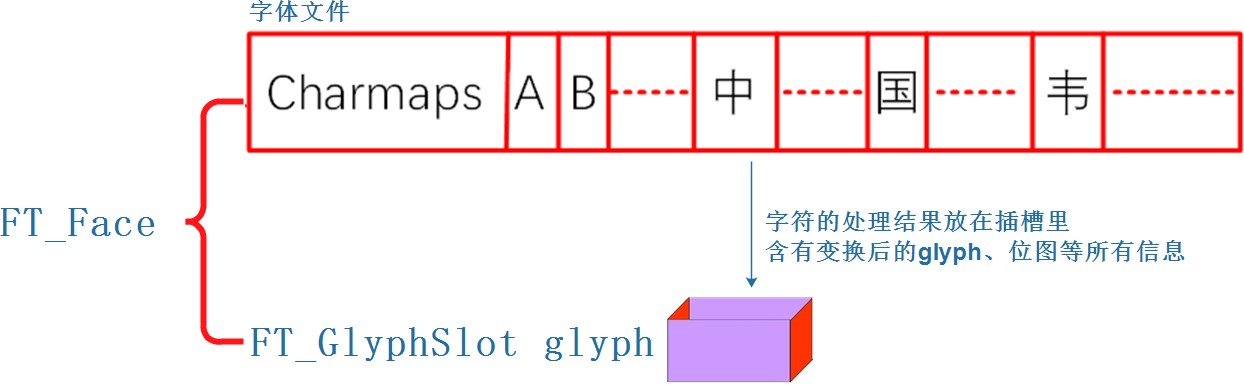 字体文件
Charmaps A B 中 国 韦
FT_Face
字符的处理结果放在插槽里
含有变换后的glyph、位图等所有信息
FT_GlyphSlot glyph